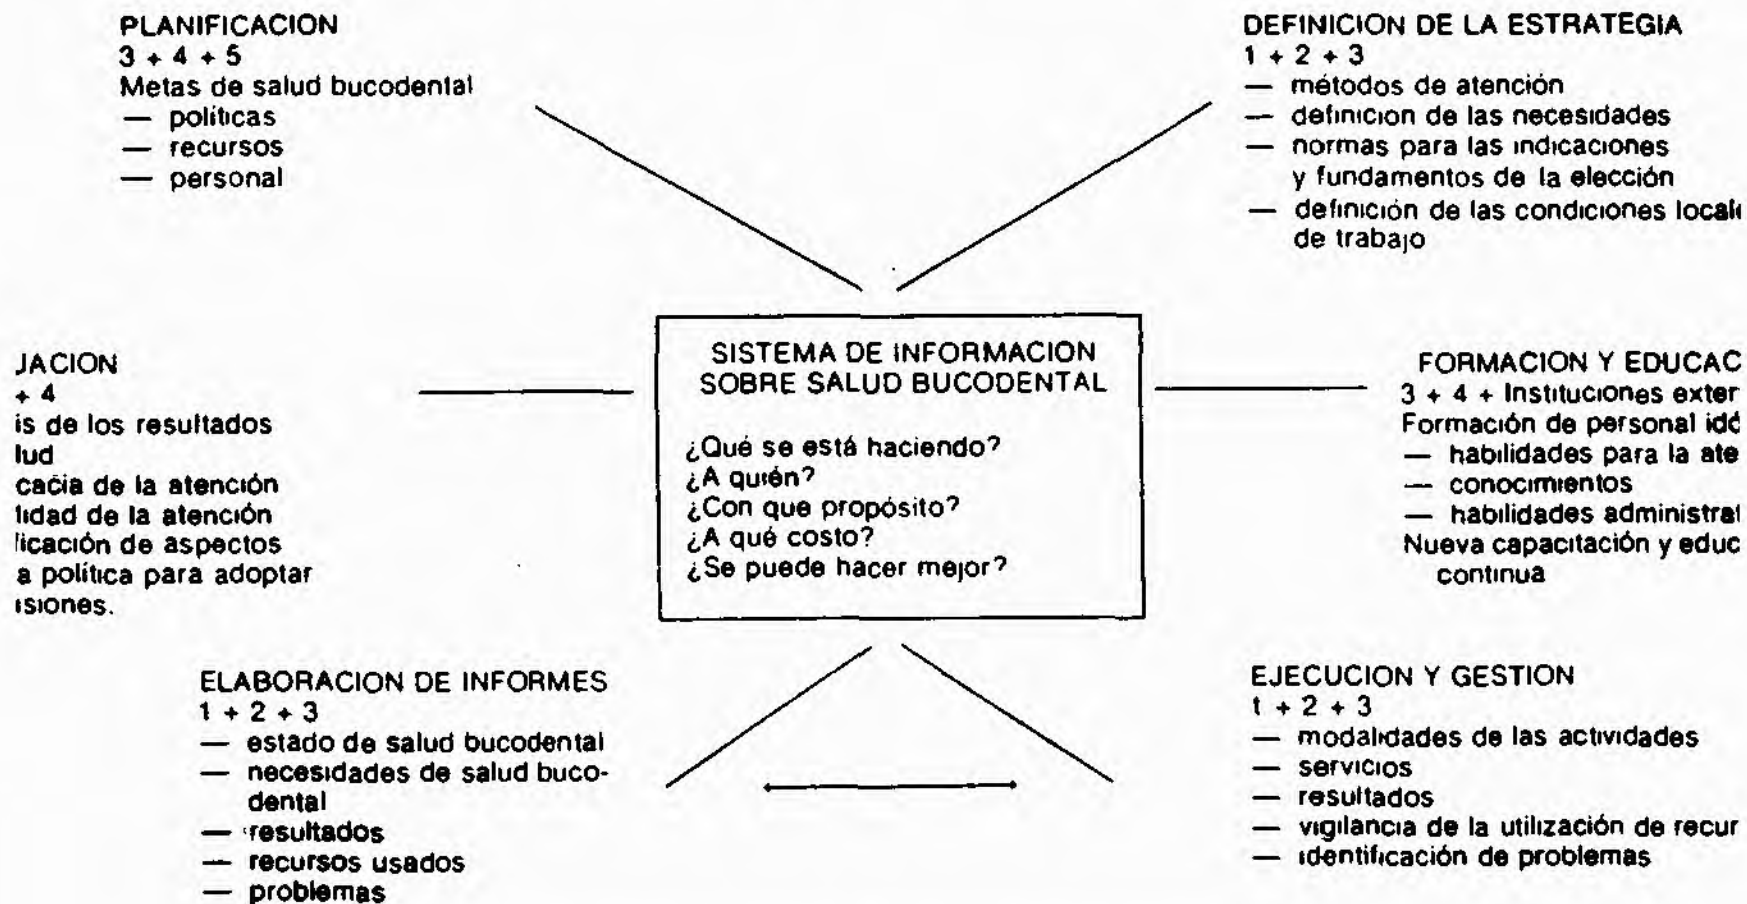 PLANIFICACION
3 + 4 + 5
Metas de salud bucodental
— políticas
— recursos
— personal
DEFINICION DE LA ESTRATEGIA
1 + 2 + 3
— métodos de atención
— definicion de las necesidades
— normas para las indicaciones
y fundamentos de la elección
— definición de las condiciones locali
de trabajo
JACION
+ 4
is de los resultados
lud
cacia de la atención
lidad de la atención
licación de aspectos
a política para adoptar
isiones.
SISTEMA DE INFORMACION
SOBRE SALUD BUCODENTAL
¿Qué se está haciendo?
¿A quién?
¿Con que propósito?
¿A qué costo?
¿Se puede hacer mejor?
FORMACION Y EDUCAC
3 + 4 + Instituciones exter
Formación de personal idó
— habilidades para la ate
— conocimientos
— habilidades administrat
Nueva capacitación y educ
continua
ELABORACION DE INFORMES
1 + 2 + 3
— estado de salud bucodental
— necesidades de salud buco-
dental
— resultados
— recursos usados
— problemas
EJECUCION Y GESTION
1 + 2 + 3
— modalidades de las actividades
— servicios
— resultados
— vigilancia de la utilización de recur
— identificación de problemas